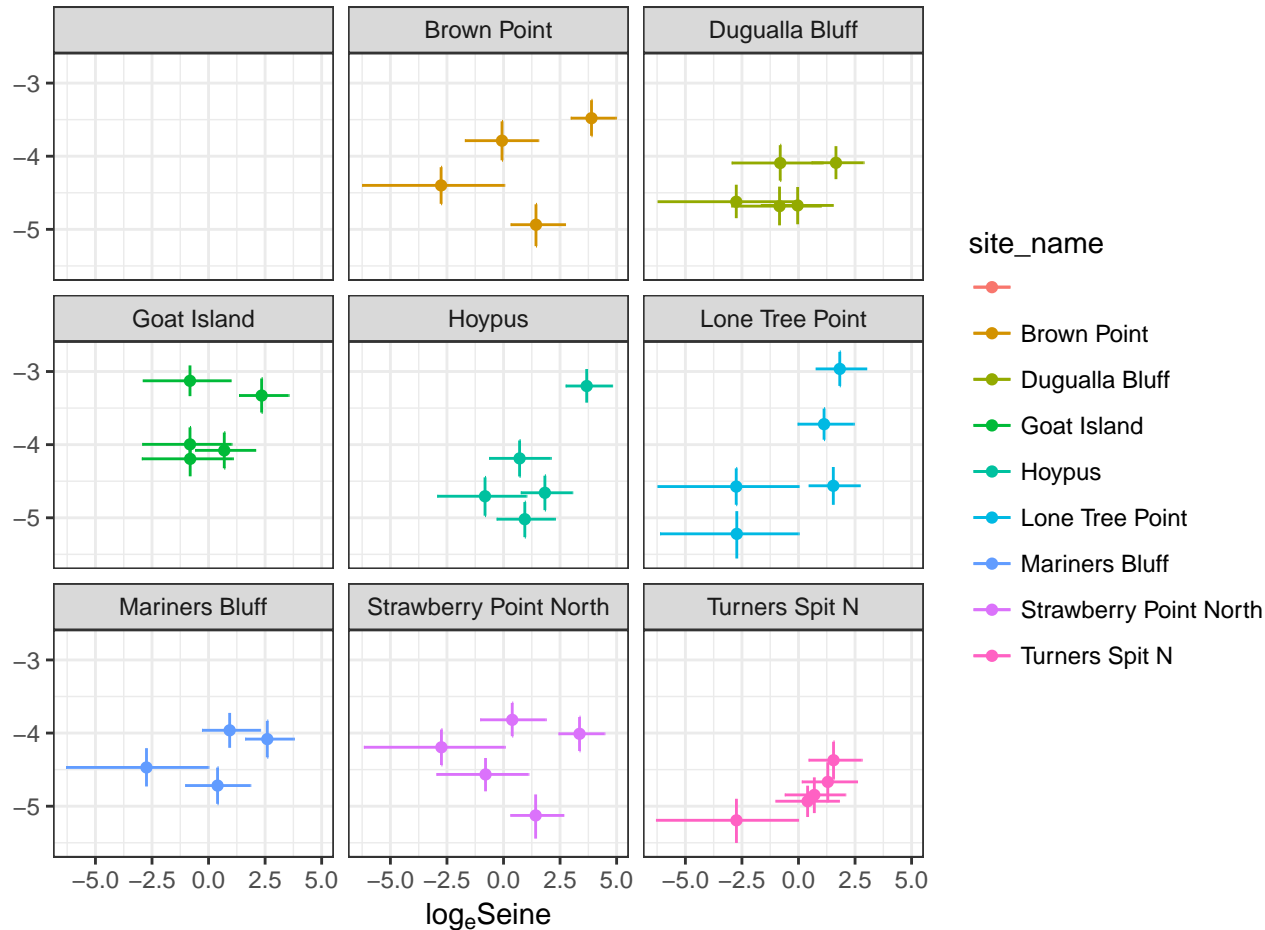 Brown Point Dugualla Bluff
−3
−4
−5
Goat Island Hoypus Lone Tree Point
−3
−4
−5
Mariners Bluff Strawberry Point North Turners Spit N
−3
−4
−5
−5.0 −2.5 0.0 2.5 5.0 −5.0 −2.5 0.0 2.5 5.0 −5.0 −2.5 0.0 2.5 5.0
logₑSeine
site_name
Brown Point
Dugualla Bluff
Goat Island
Hoypus
Lone Tree Point
Mariners Bluff
Strawberry Point North
Turners Spit N